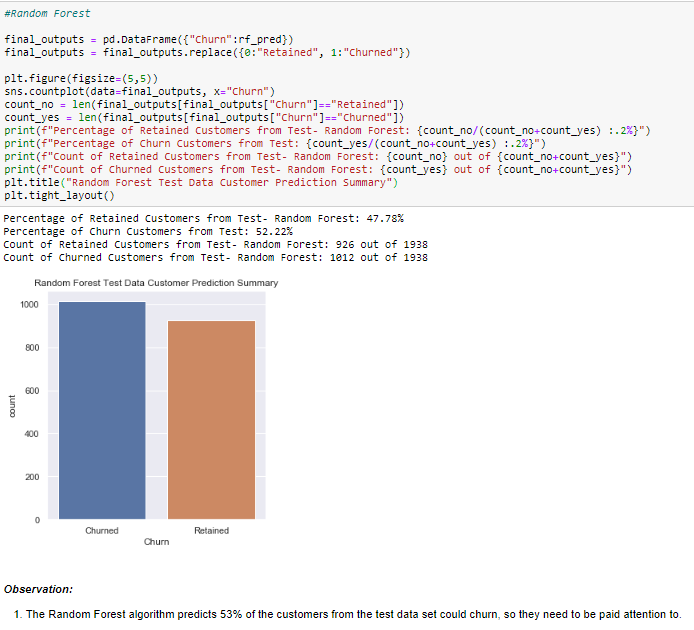 #Random Forest
final_outputs = pd.DataFrame({"Churn":rf_pred})
final_outputs = final_outputs.replace({0:"Retained", 1:"Churned"})
plt.figure(figsize=(5,5))
sns.countplot(data=final_outputs, x="Churn")
count_no = len(final_outputs[final_outputs["Churn"]=="Retained"])
count_yes = len(final_outputs[final_outputs["Churn"]=="Churned"])
print(f"Percentage of Retained Customers from Test- Random Forest: {count_no/(count_no+count_yes) :.2%}")
print(f"Percentage of Churn Customers from Test: {count_yes/(count_no+count_yes) :.2%}")
print(f"Count of Retained Customers from Test- Random Forest: {count_no} out of {count_no+count_yes}")
print(f"Count of Churned Customers from Test- Random Forest: {count_yes} out of {count_no+count_yes}")
plt.title("Random Forest Test Data Customer Prediction Summary")
plt.tight_layout()
Percentage of Retained Customers from Test- Random Forest: 47.78%
Percentage of Churn Customers from Test: 52.22%
Count of Retained Customers from Test- Random Forest: 926 out of 1938
Count of Churned Customers from Test- Random Forest: 1012 out of 1938
Random Forest Test Data Customer Prediction Summary
1000
800
600
400
200
0
count
Churned Retained
Churn
Observation:
1. The Random Forest algorithm predicts 53% of the customers from the test data set could churn, so they need to be paid attention to.